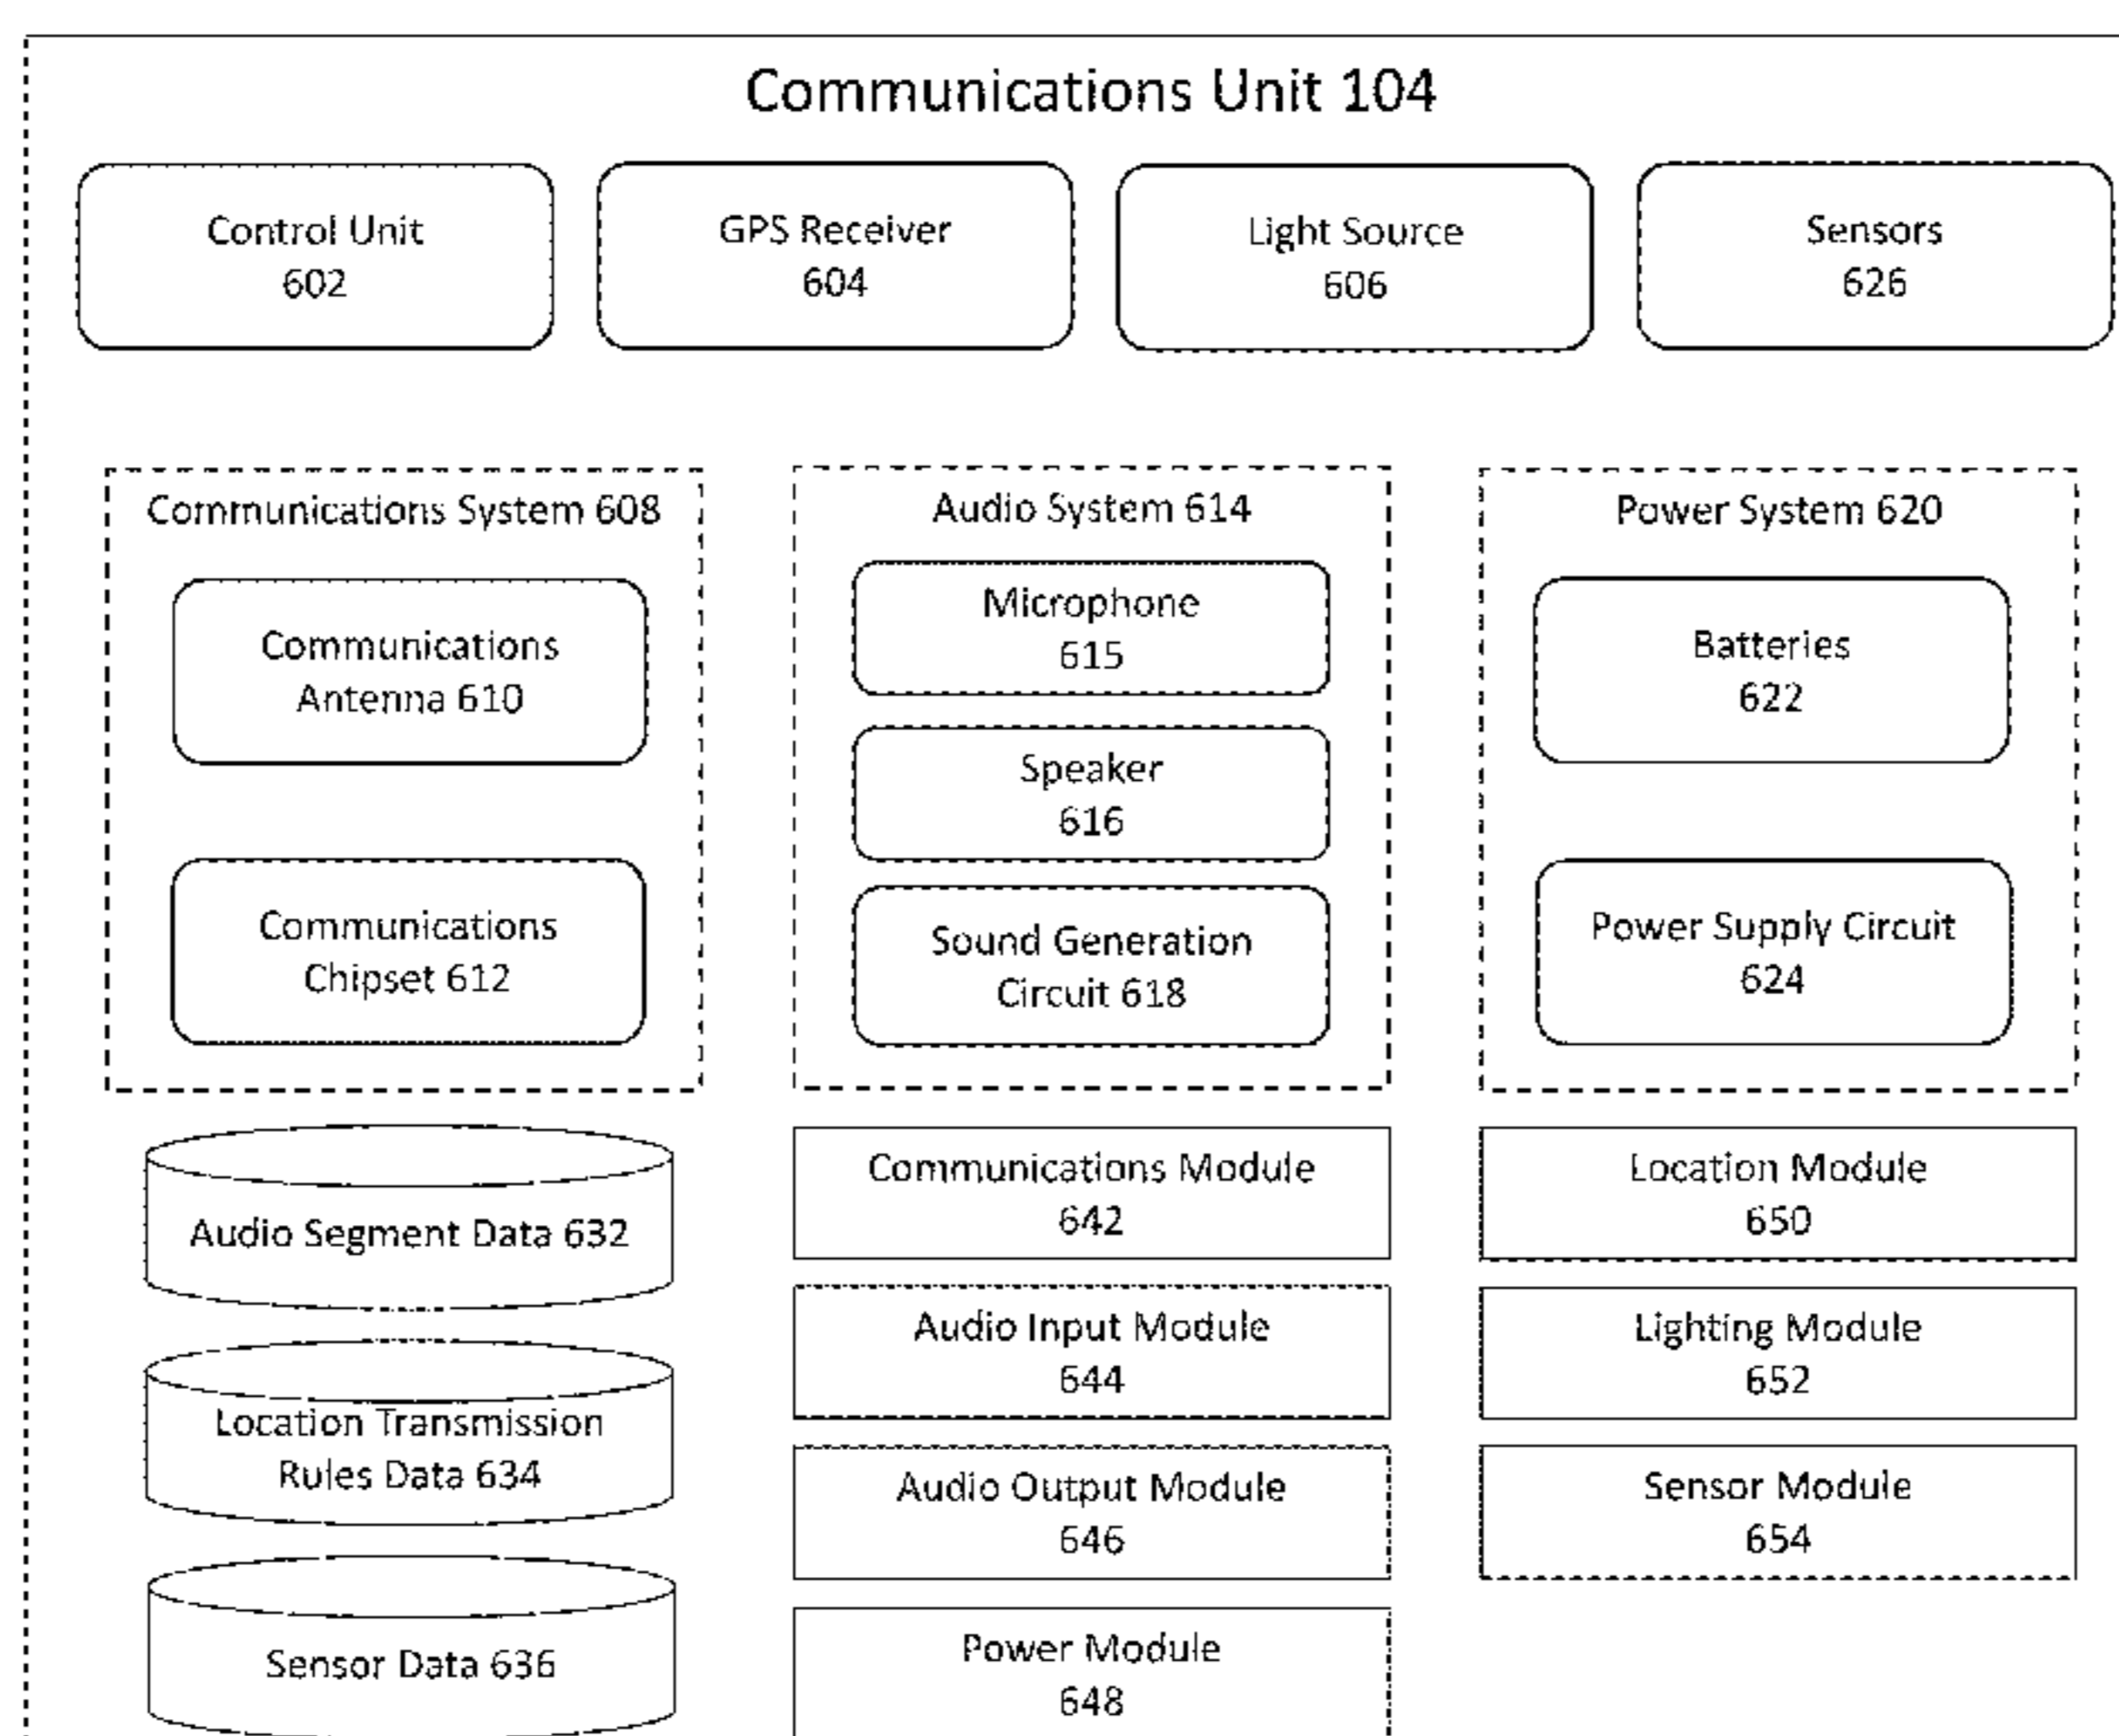 Communications Unit 104
Control Unit
602
GPS Receiver
604
Light Source
606
Sensors
626
Communications System 608
Communications
Antenna 610
Communications
Chipset 612
Audio System 614
Microphone
615
Speaker
616
Sound Generation
Circuit 618
Power System 620
Batteries
622
Power Supply Circuit
624
Audio Segment Data 632
Location Transmission
Rules Data 634
Sensor Data 636
Communications Module
642
Audio Input Module
644
Audio Output Module
646
Power Module
648
Location Module
650
Lighting Module
652
Sensor Module
654